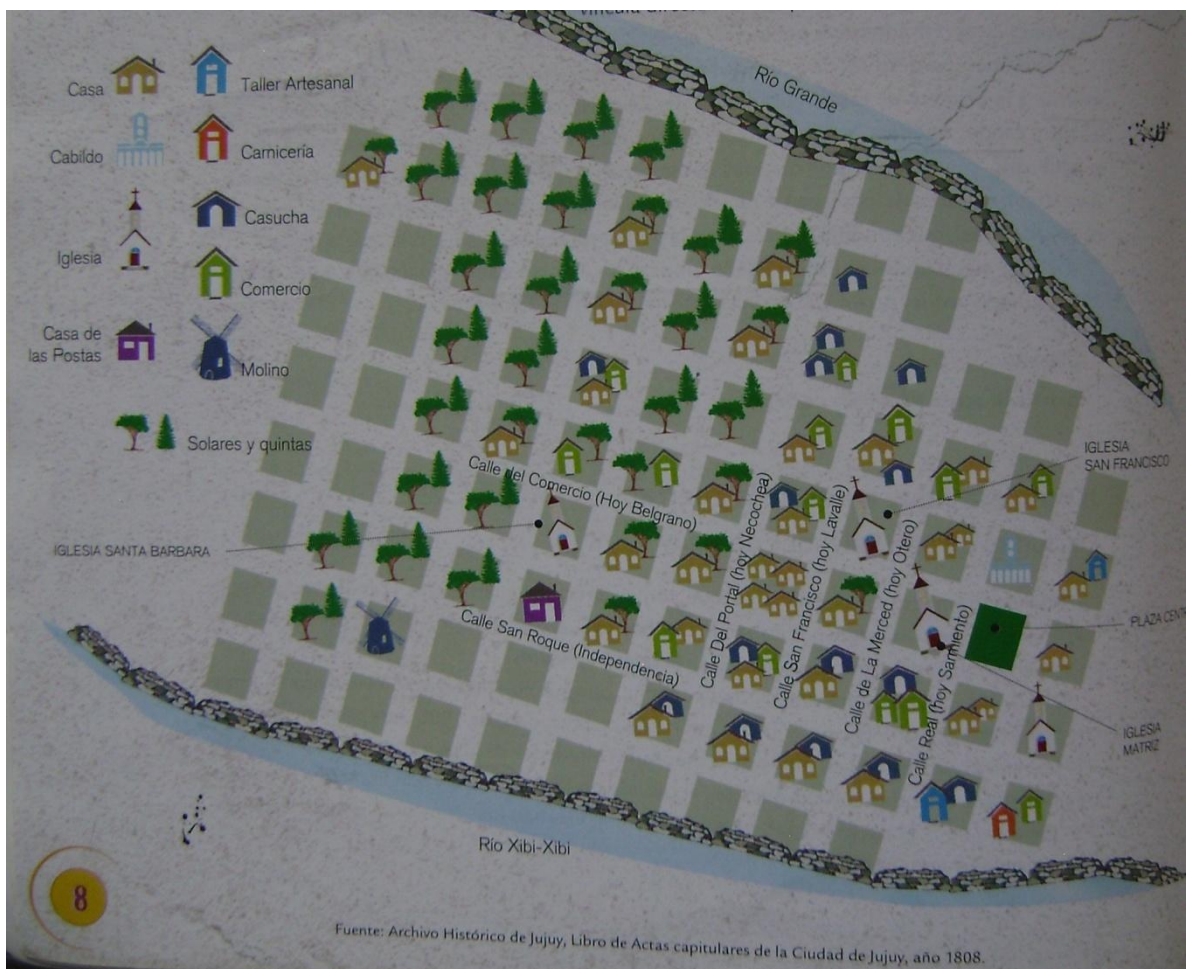 Río Grande
Casa
Taller Artesanal
Cabildo
Carnicería
Casucha
Iglesia
Comercio
Casa de
las Postas
Molino
Solares y quintas
IGLESIA
SAN FRANCISCO
Calle del Comercio (Hoy Belgrano)
IGLESIA SANTA BARBARA
Calle Del Portal (hoy Necochea)
Calle San Francisco (hoy Lavalle)
Calle de La Merced (hoy Otero)
Calle Real (hoy Sarmiento)
PLAZA
Calle San Roque (Independencia)
IGLESIA
MATRIZ
Río Xibi-Xibi
8
Fuente: Archivo Histórico de Jujuy, Libro de Actas capitulares de la Ciudad de Jujuy, año 1808.